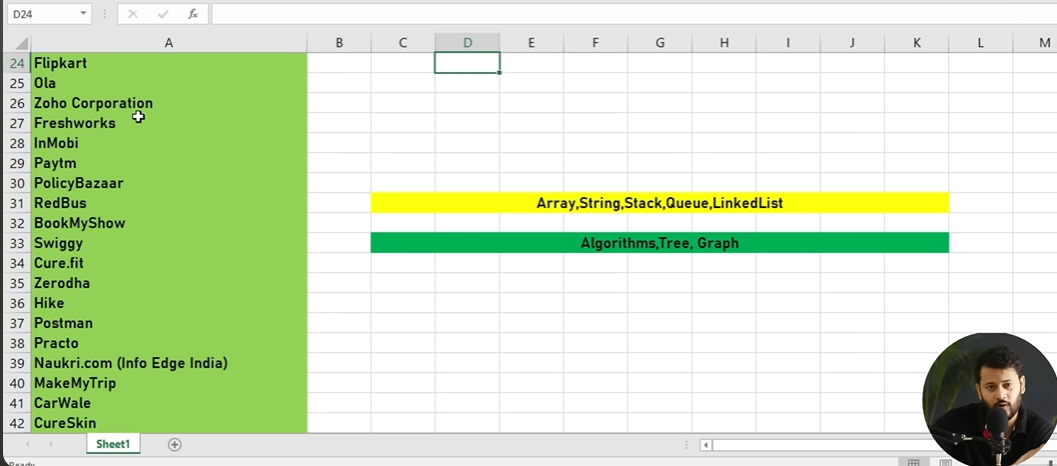 D24
fx
A B C D E F G H I J K L M
24 Flipkart
25 Ola
26 Zoho Corporation
27 Freshworks
28 InMobi
29 Paytm
30 PolicyBazaar
31 RedBus Array,String,Stack,Queue,LinkedList
32 BookMyShow
33 Swiggy Algorithms,Tree, Graph
34 Cure.fit
35 Zerodha
36 Hike
37 Postman
38 Practo
39 Naukri.com (Info Edge India)
40 MakeMyTrip
41 CarWale
42 CureSkin
Sheet1
Ready